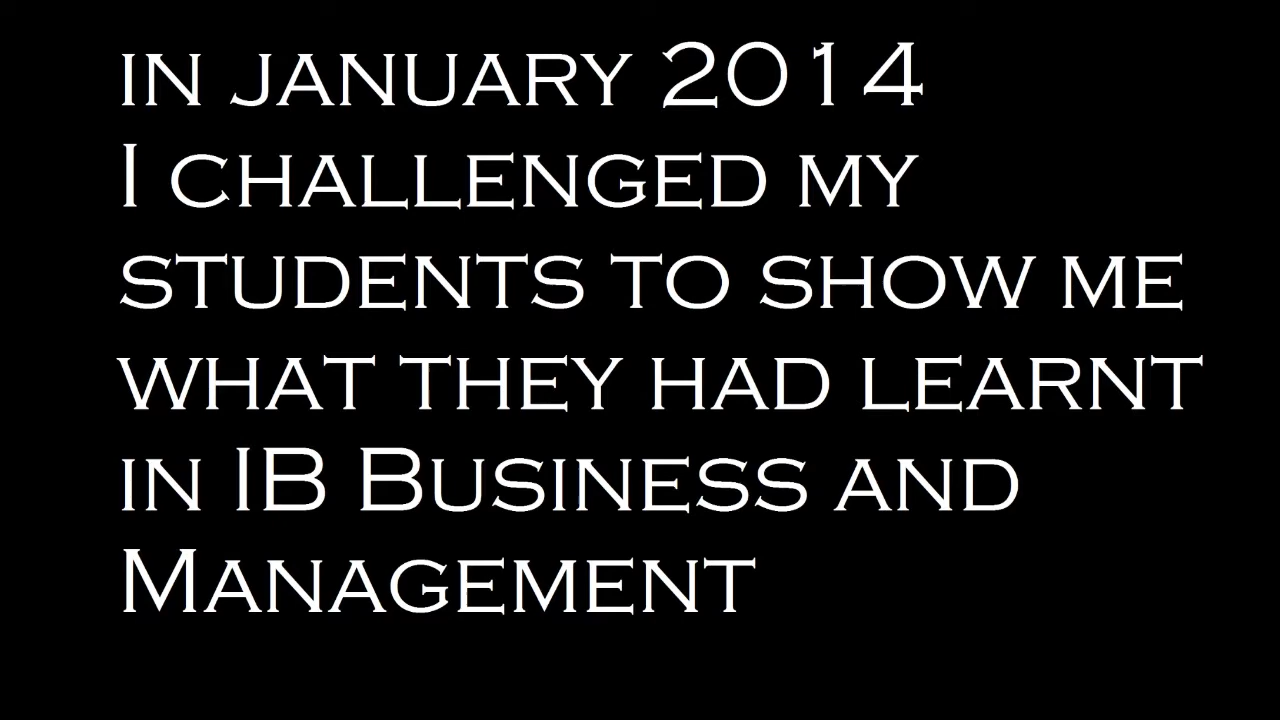 in january 2014
I challenged my
students to show me
what they had learnt
in IB Business and
Management